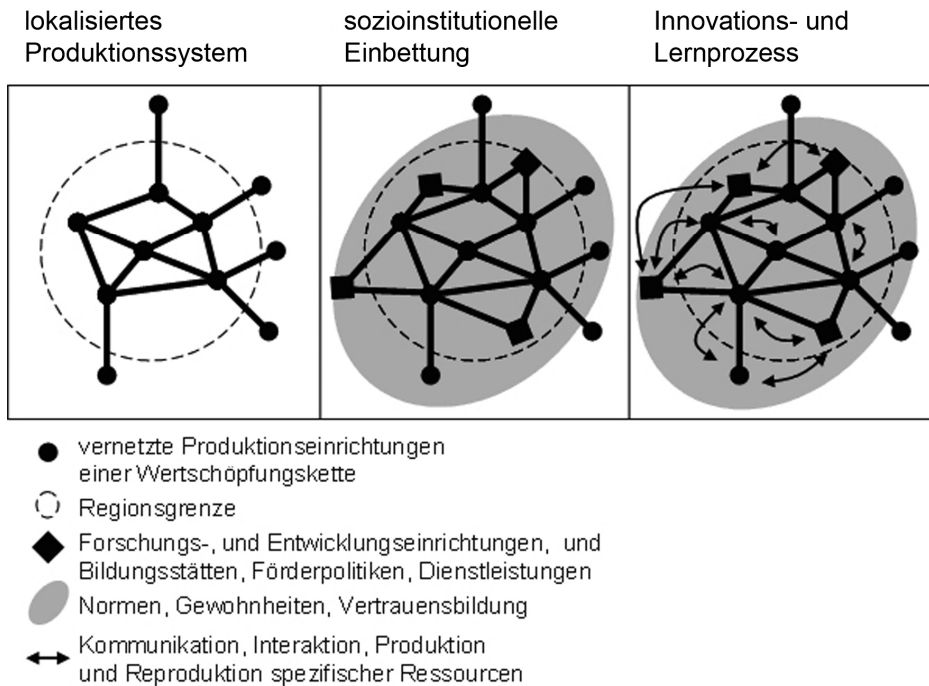 lokalisiertes
Produktionssystem
sozioinstitutionelle
Einbettung
Innovations- und
Lernprozess
vernetzte Produktionseinrichtungen
einer Wertschöpfungskette
Regionsgrenze
Forschungs-, und Entwicklungseinrichtungen, und
Bildungsstätten, Förderpolitiken, Dienstleistungen
Normen, Gewohnheiten, Vertrauensbildung
Kommunikation, Interaktion, Produktion
und Reproduktion spezifischer Ressourcen